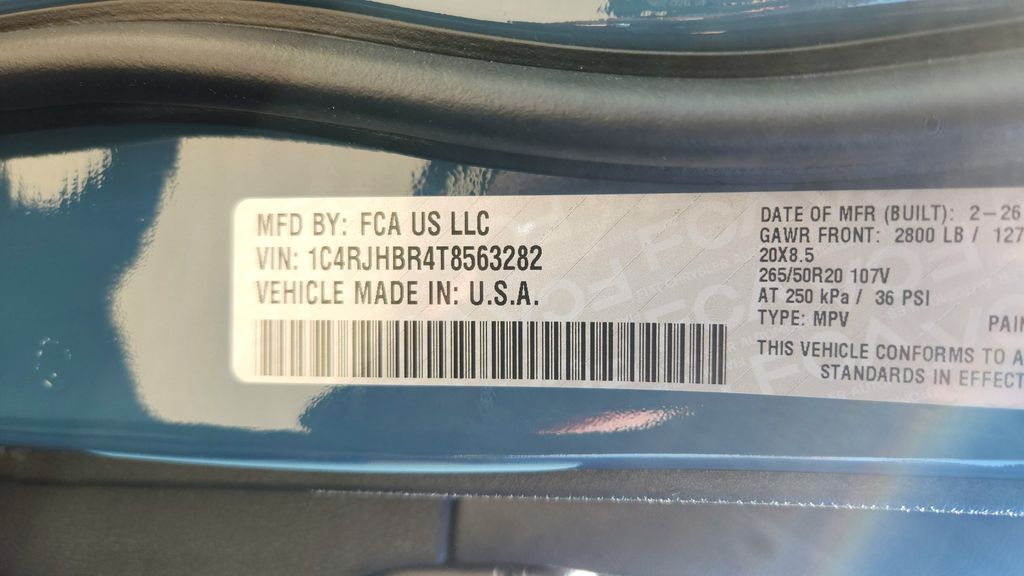 MFD BY: FCA US LLC
VIN: 1C4RJHBR4T8563282
VEHICLE MADE IN: U.S.A.
DATE OF MFR (BUILT): 2-26
GAWR FRONT: 2800 LB / 127
20X8.5
265/50R20 107V
AT 250 kPa / 36 PSI
TYPE: MPV PAIN
THIS VEHICLE CONFORMS TO A
STANDARDS IN EFFECT